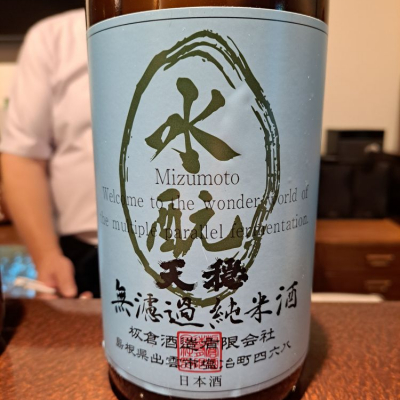 水酛
Mizumoto
Welcome to the wonder world of
the multiple parallel fermentation.
天穏
無濾過純米酒
板倉酒造有限会社
島根県出雲市塩冶町四六八
日本酒